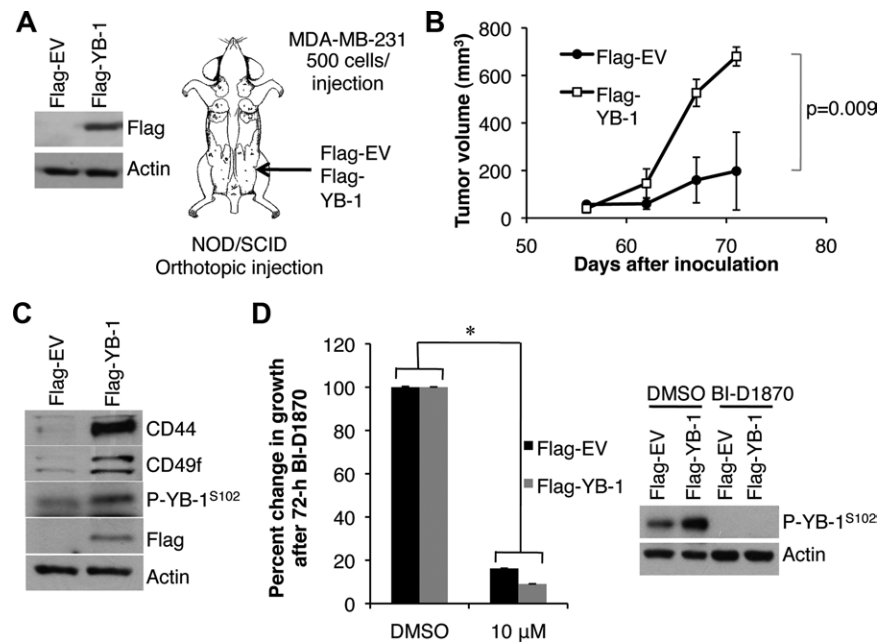 A
Flag-EV
Flag-YB-1
Flag
Actin
MDA-MB-231
500 cells/
injection
Flag-EV
Flag-
YB-1
NOD/SCID
Orthotopic injection
B
Tumor volume (mm³)
800
600
400
200
0
50
60
70
80
Days after inoculation
Flag-EV
Flag-
YB-1
p=0.009
C
Flag-EV
Flag-YB-1
CD44
CD49f
P-YB-1S102
Flag
Actin
D
Percent change in growth
after 72-h BI-D1870
120
100
80
60
40
20
0
*
DMSO
10 µM
Flag-EV
Flag-YB-1
DMSO
BI-D1870
Flag-EV
Flag-YB-1
Flag-EV
Flag-YB-1
P-YB-1S102
Actin